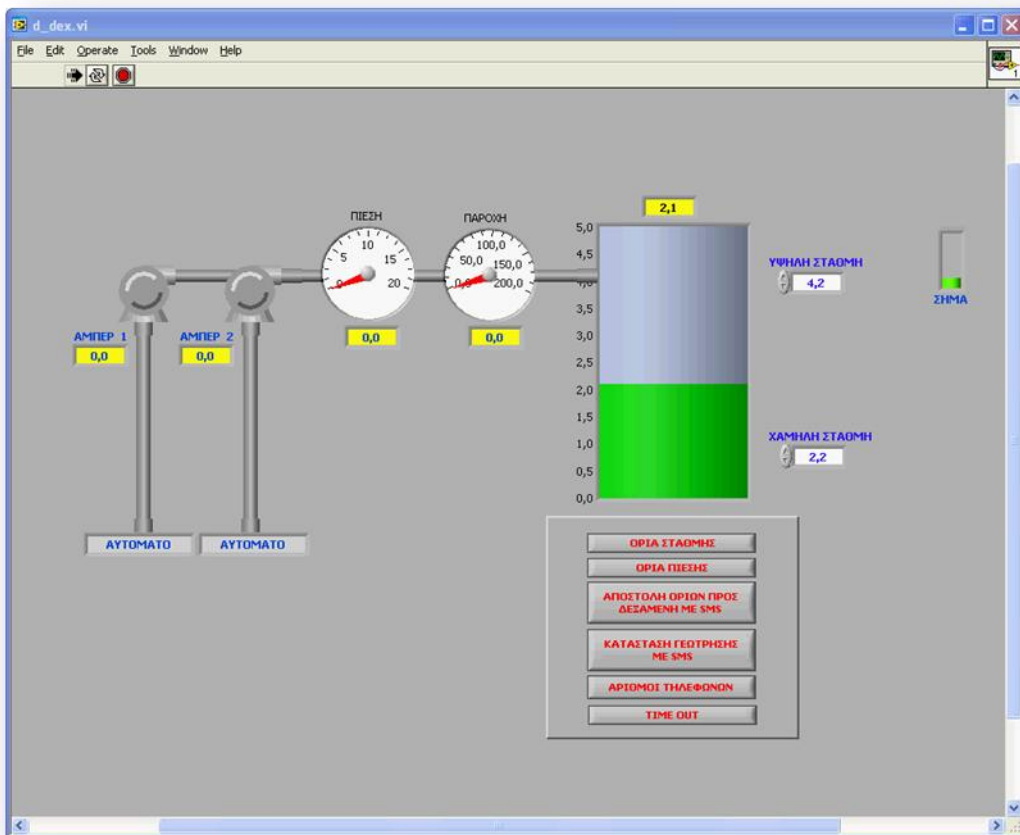 d_dex.vi
File Edit Operate Tools Window Help
1
2,1
ΠΙΕΣΗ
ΠΑΡΟΧΗ
0 5 10 15 20
0,0 50,0 100,0 150,0 200,0
5,0
4,5
4,0
3,5
3,0
2,5
2,0
1,5
1,0
0,5
0,0
ΥΨΗΛΗ ΣΤΑΘΜΗ
4,2
ΣΗΜΑ
ΑΜΠΕΡ 1
0,0
ΑΜΠΕΡ 2
0,0
0,0
0,0
ΧΑΜΗΛΗ ΣΤΑΘΜΗ
2,2
ΑΥΤΟΜΑΤΟ
ΑΥΤΟΜΑΤΟ
ΟΡΙΑ ΣΤΑΘΜΗΣ
ΟΡΙΑ ΠΙΕΣΗΣ
ΑΠΟΣΤΟΛΗ ΟΡΙΩΝ ΠΡΟΣ
ΔΕΞΑΜΕΝΗ ΜΕ SMS
ΚΑΤΑΣΤΑΣΗ ΓΕΩΤΡΗΣΗΣ
ΜΕ SMS
ΑΡΙΘΜΟΙ ΤΗΛΕΦΩΝΩΝ
TIME OUT